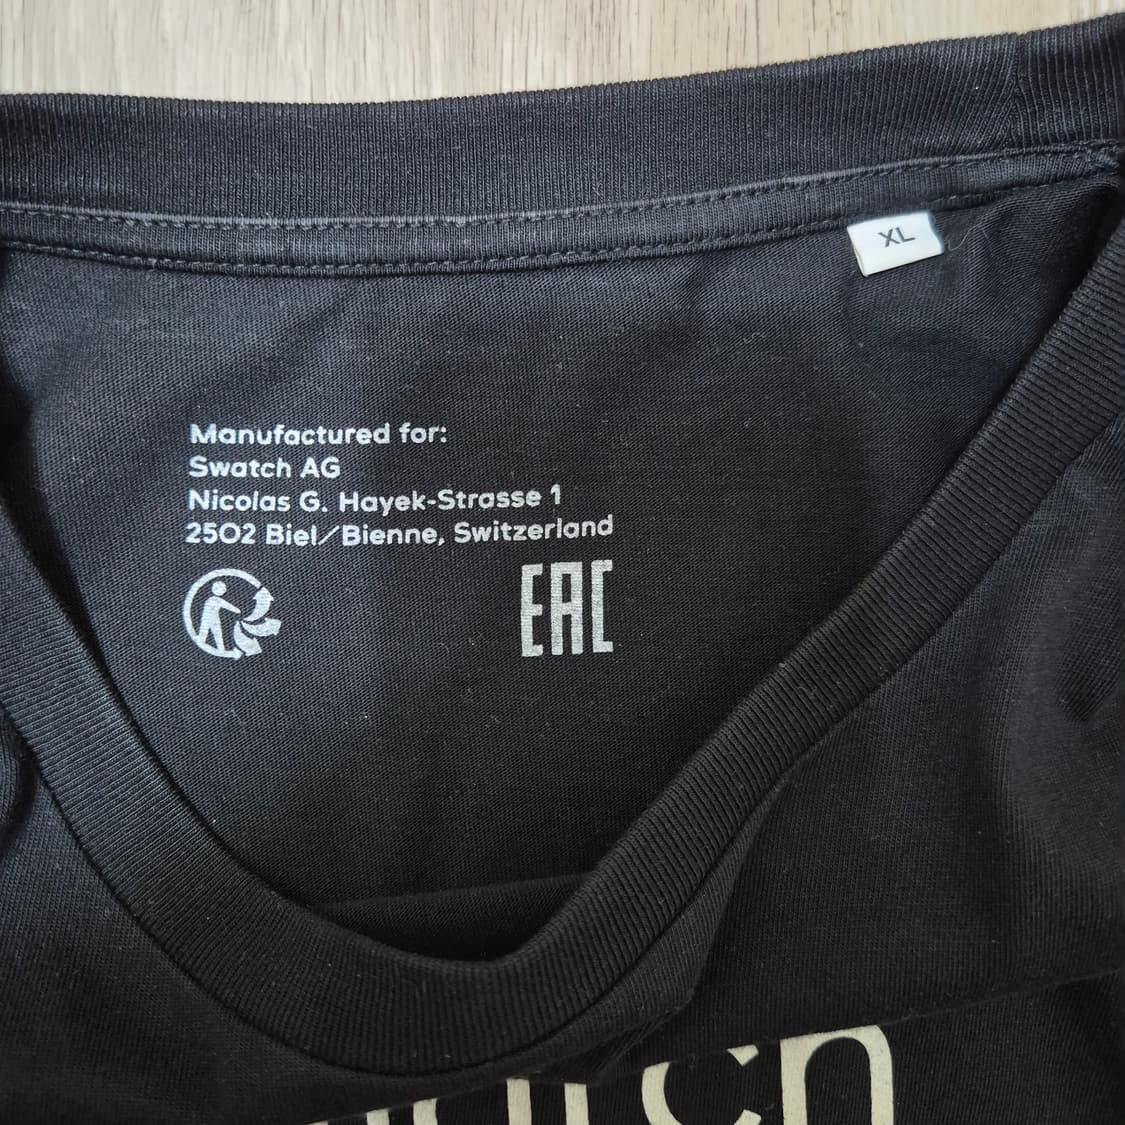 XL
Manufactured for:
Swatch AG
Nicolas G. Hayek-Strasse 1
2502 Biel/Bienne, Switzerland
EAC